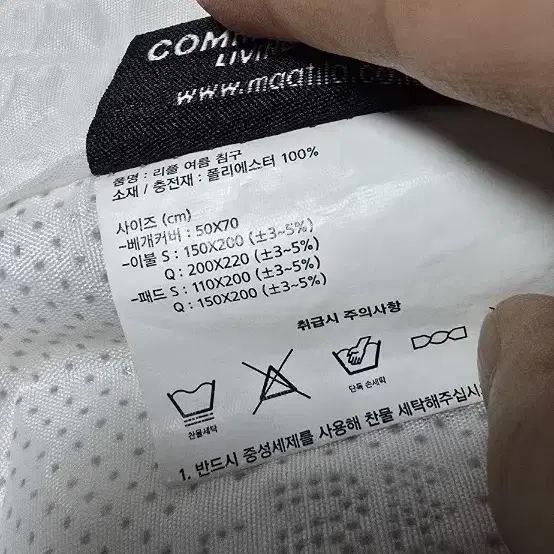 COMM
LIVIN
www.maatila.com
품명 : 리플 여름 침구
소재 / 충전재 : 폴리에스터 100%
사이즈 (cm)
-베개커버 : 50X70
-이불 S : 150X200 (±3~5%)
Q : 200X220 (±3~5%)
-패드 S : 110X200 (±3~5%)
Q : 150X200 (±3~5%)
취급시 주의사항
찬물세탁
단독 손세탁
1. 반드시 중성세제를 사용해 찬물 세탁해주십시